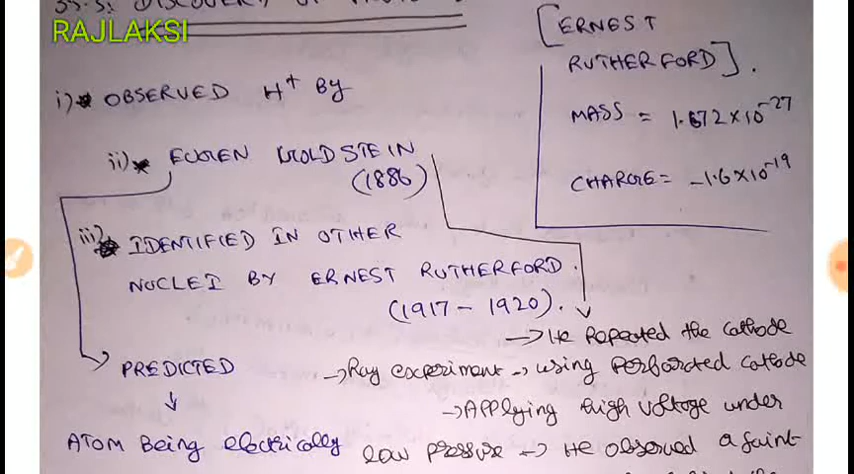 RAJLAKSI
i) OBSERVED H+ BY
ii) EUGEN GOLDSTEIN
(1886)
iii) IDENTIFIED IN OTHER
NUCLEI BY ERNEST RUTHERFORD.
(1917 - 1920).
PREDICTED
↓
ATOM Being electrically
[ERNEST
RUTHERFORD].
MASS = 1.672×10-27
CHARGE = -1.6×10-19
→ He Repeated the Cathode
→ Ray experiment → using Perforcted Catode
→ Applying high Voltage under
low pressure → He observed a faint